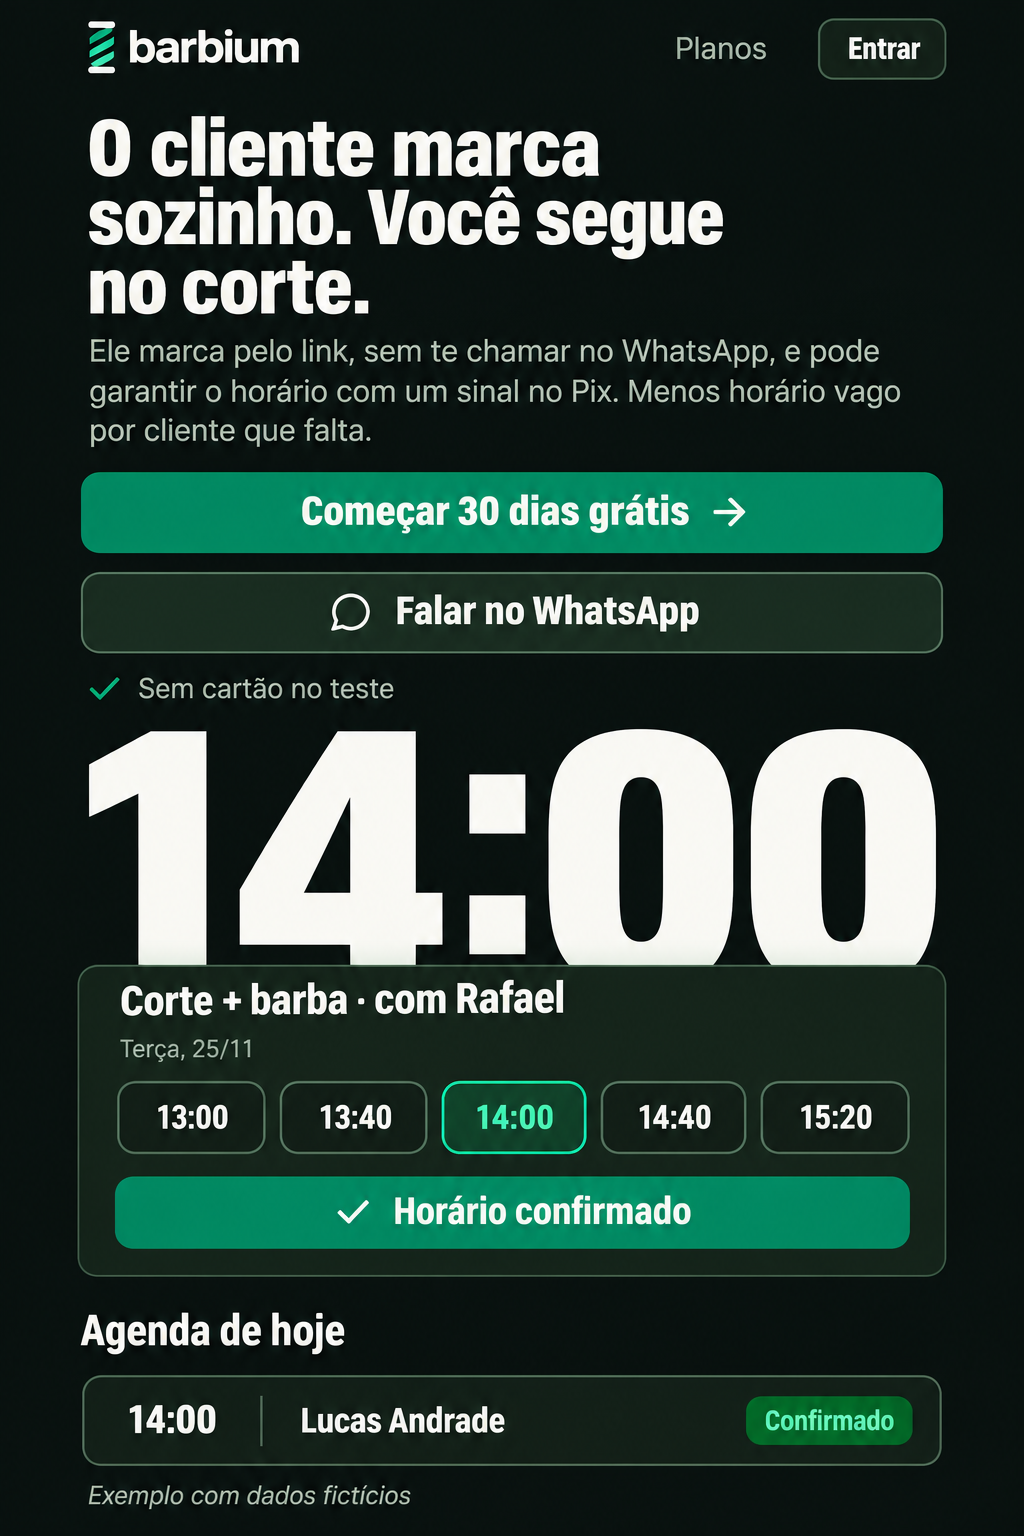 barbium
Planos
Entrar
O cliente marca
sozinho. Você segue
no corte.
Ele marca pelo link, sem te chamar no WhatsApp, e pode
garantir o horário com um sinal no Pix. Menos horário vago
por cliente que falta.
Começar 30 dias grátis →
Falar no WhatsApp
Sem cartão no teste
14:00
Corte + barba · com Rafael
Terça, 25/11
13:00
13:40
14:00
14:40
15:20
Horário confirmado
Agenda de hoje
14:00
Lucas Andrade
Confirmado
Exemplo com dados fictícios